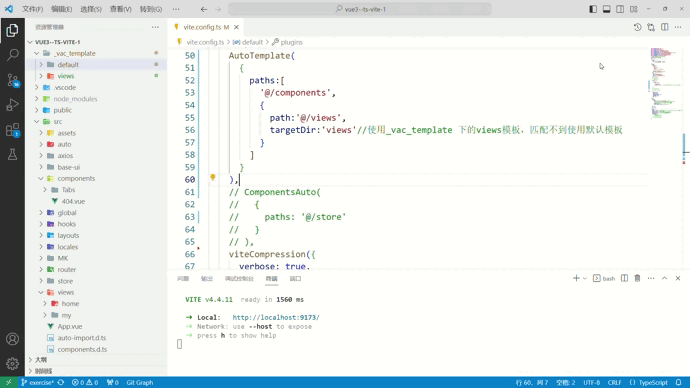 文件(F) 编辑(E) 选择(S) 查看(V) 转到(G) ···
vue3--ts-vite-1
资源管理器
vite.config.ts M
vite.config.ts > default > plugins
VUE3--TS-VITE-1
_vac_template
default
views
.vscode
node_modules
public
src
assets
auto
axios
base-ui
components
Tabs
404.vue
global
hooks
layouts
locales
MK
router
store
views
home
my
App.vue
auto-import.d.ts
components.d.ts
大纲
时间线
50 AutoTemplate(
51 {
52 paths:[
53 '@/components',
54 {
55 path:'@/views',
56 targetDir:'views'//使用_vac_template 下的views模板，匹配不到使用默认模板
57 }
58 ]
59 }
60 ),
61 // ComponentsAuto(
62 // {
63 // paths: '@/store'
64 // }
65 // ),
66 viteCompression({
67 verbose: true,
问题 输出 调试控制台 终端 端口
bash
VITE v4.4.11 ready in 1560 ms
➜ Local: http://localhost:9173/
➜ Network: use --host to expose
➜ press h to show help
exercise* 0 0 0 Git Graph
行 60，列 7 空格: 2 UTF-8 CRLF {} TypeScript